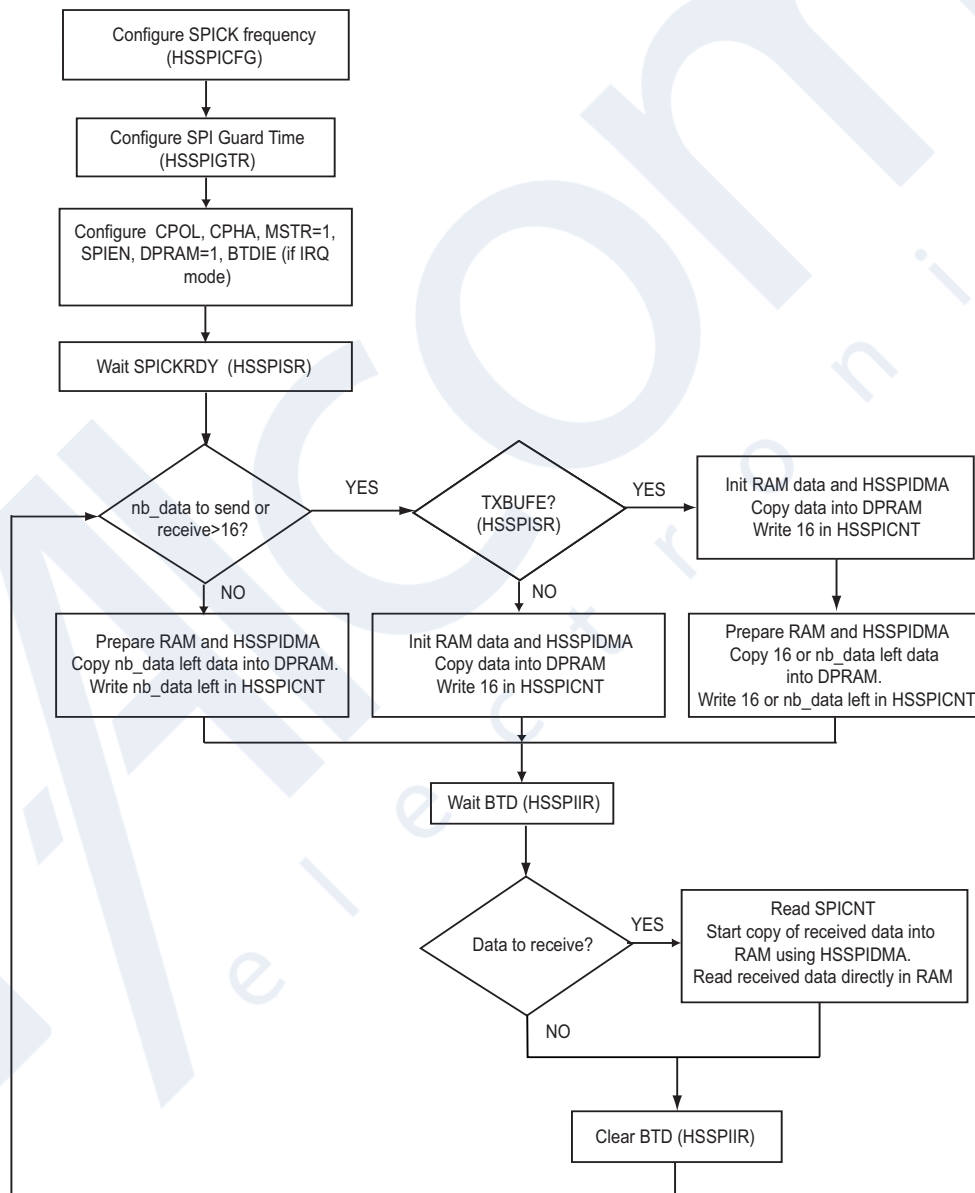 Configure SPICK frequency
(HSSPICFG)
Configure SPI Guard Time
(HSSPIGTR)
Configure CPOL, CPHA, MSTR=1,
SPIEN, DPRAM=1, BTDIE (if IRQ
mode)
Wait SPICKRDY (HSSPISR)
nb_data to send or
receive>16?
YES
NO
TXBUFE?
(HSSPISR)
YES
NO
Init RAM data and HSSPIDMA
Copy data into DPRAM
Write 16 in HSSPICNT
Prepare RAM and HSSPIDMA
Copy nb_data left data into DPRAM.
Write nb_data left in HSSPICNT
Init RAM data and HSSPIDMA
Copy data into DPRAM
Write 16 in HSSPICNT
Prepare RAM and HSSPIDMA
Copy 16 or nb_data left data
into DPRAM.
Write 16 or nb_data left in HSSPICNT
Wait BTD (HSSPIIR)
Data to receive?
YES
NO
Read SPICNT
Start copy of received data into
RAM using HSSPIDMA.
Read received data directly in RAM
Clear BTD (HSSPIIR)